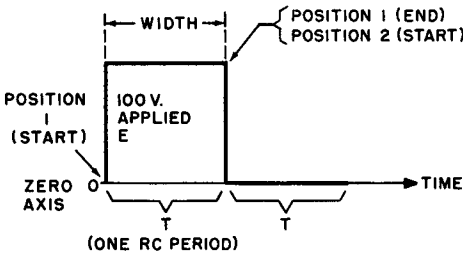 WIDTH
POSITION 1 (END)
POSITION 2 (START)
POSITION
1
(START)
100 V.
APPLIED
E
ZERO
AXIS
0
TIME
T
T
(ONE RC PERIOD)